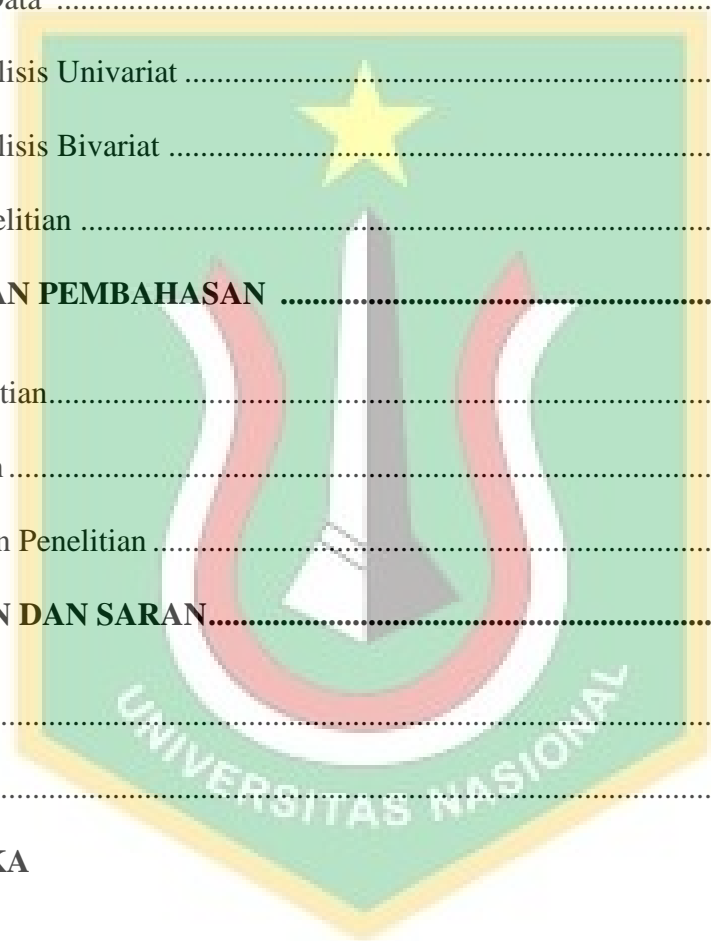 Data ........................................................................
lisis Univariat ........................................................................
lisis Bivariat ........................................................................
elitian ........................................................................
AN PEMBAHASAN ........................................................................
tian........................................................................
........................................................................
n Penelitian ........................................................................
N DAN SARAN........................................................................
........................................................................
........................................................................
KA
UNIVERSITAS NASIONAL